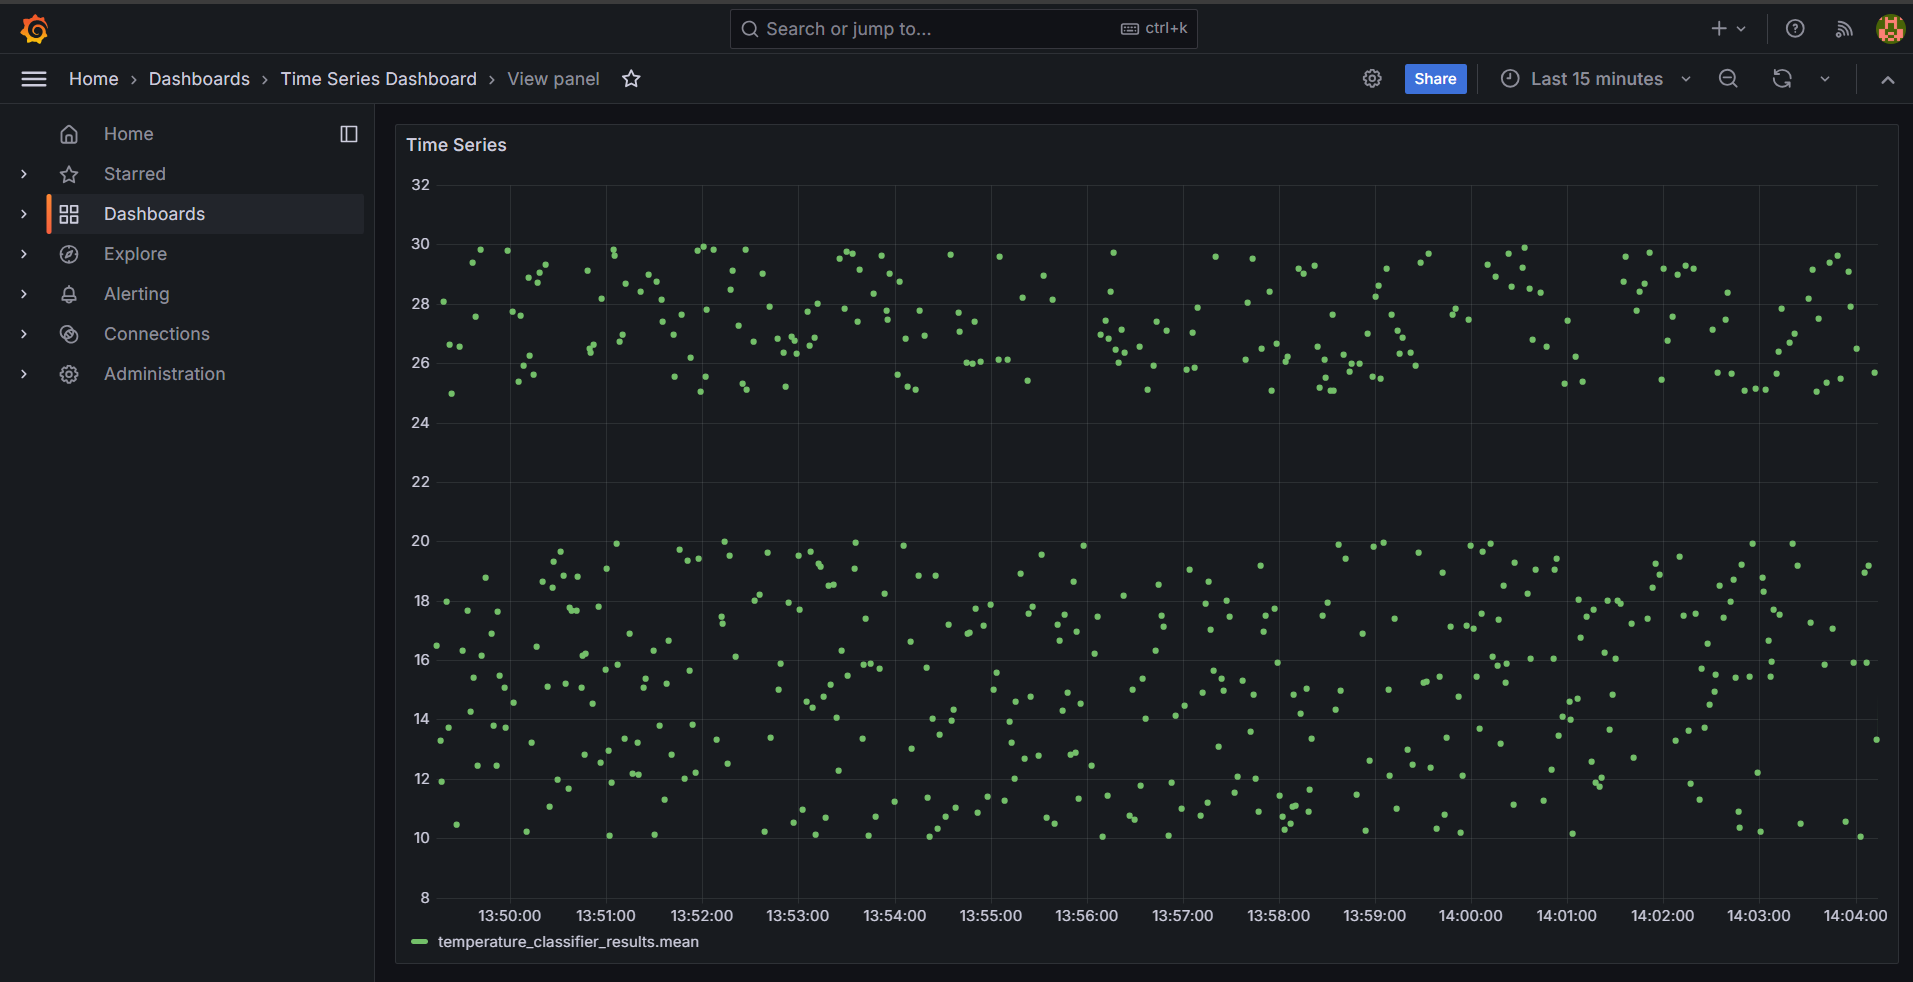 Search or jump to... ctrl+k
Home › Dashboards › Time Series Dashboard › View panel Share Last 15 minutes
Home
Starred
Dashboards
Explore
Alerting
Connections
Administration
Time Series
32
30
28
26
24
22
20
18
16
14
12
10
8
13:50:00 13:51:00 13:52:00 13:53:00 13:54:00 13:55:00 13:56:00 13:57:00 13:58:00 13:59:00 14:00:00 14:01:00 14:02:00 14:03:00 14:04:00
temperature_classifier_results.mean